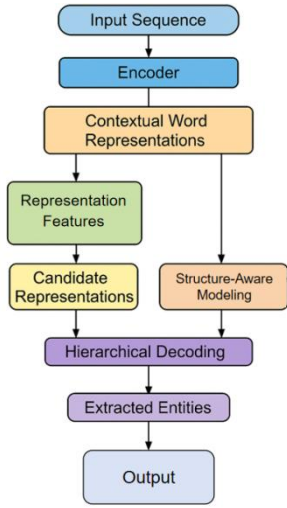 Input Sequence
Encoder
Contextual Word
Representations
Representation
Features
Candidate
Representations
Structure-Aware
Modeling
Hierarchical Decoding
Extracted Entities
Output